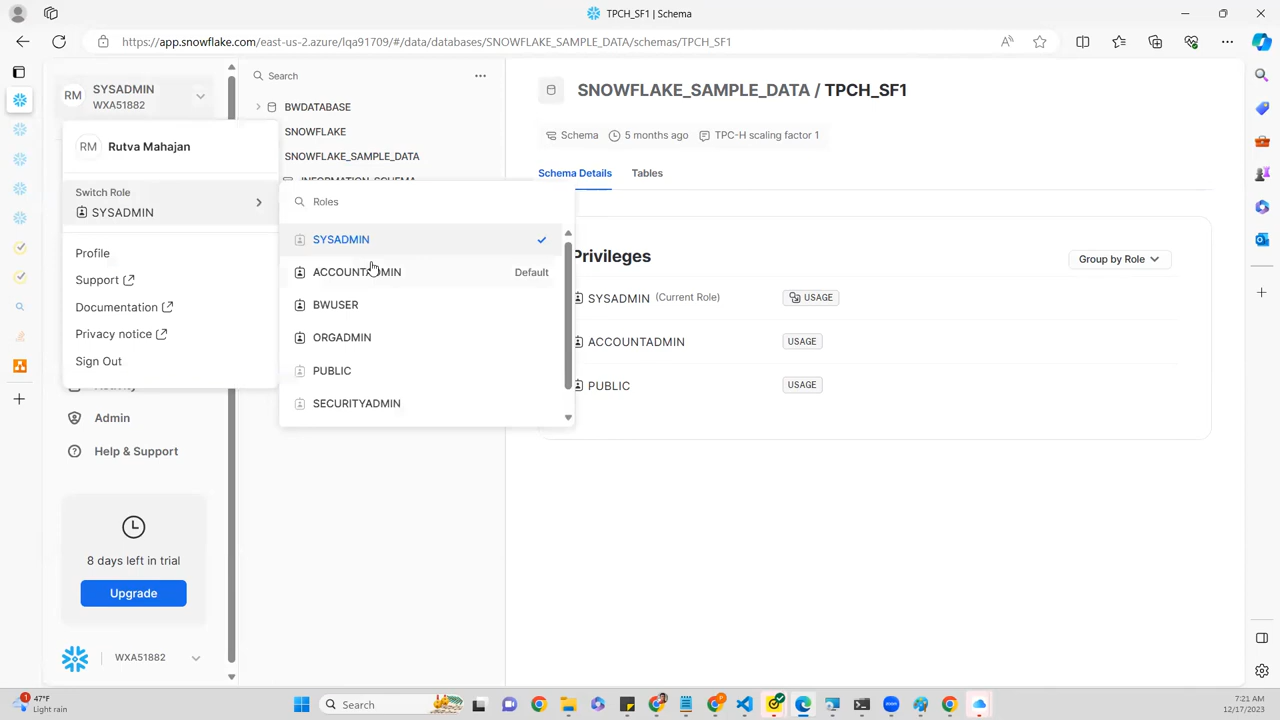 TPCH_SF1 | Schema
https://app.snowflake.com/east-us-2.azure/lqa91709/#/data/databases/SNOWFLAKE_SAMPLE_DATA/schemas/TPCH_SF1
RM
SYSADMIN
WXA51882
RM
Rutva Mahajan
Switch Role
SYSADMIN
Profile
Support
Documentation
Privacy notice
Sign Out
Admin
Help & Support
8 days left in trial
Upgrade
WXA51882
Search
BWDATABASE
SNOWFLAKE
SNOWFLAKE_SAMPLE_DATA
INFORMATION_SCHEMA
Roles
SYSADMIN
ACCOUNTADMIN Default
BWUSER
ORGADMIN
PUBLIC
SECURITYADMIN
SNOWFLAKE_SAMPLE_DATA / TPCH_SF1
Schema 5 months ago TPC-H scaling factor 1
Schema Details Tables
Privileges Group by Role
SYSADMIN (Current Role) USAGE
ACCOUNTADMIN USAGE
PUBLIC USAGE
1
47°F
Light rain
Search
7:21 AM
12/17/2023